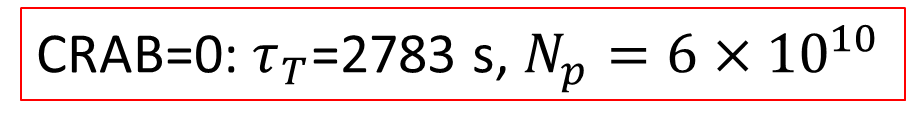 CRAB=0: τ_T=2783 s, N_p = 6 × 10^10